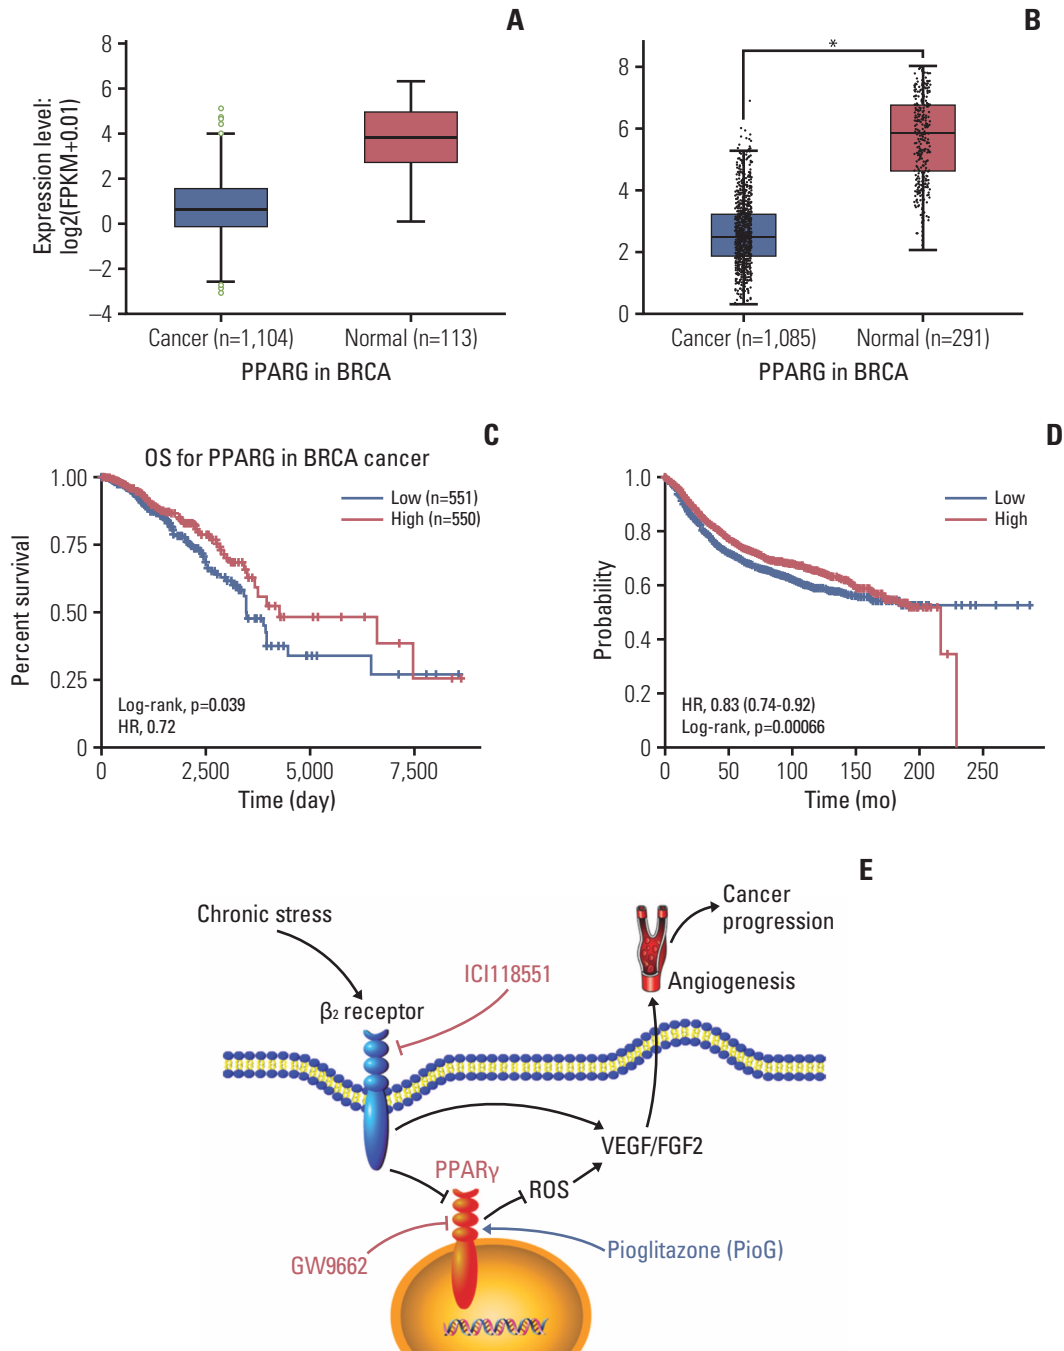 A
Expression level:
log2(FPKM+0.01)
8
6
4
2
0
–2
–4
Cancer (n=1,104)
Normal (n=113)
PPARG in BRCA
B
*
8
6
4
2
0
Cancer (n=1,085)
Normal (n=291)
PPARG in BRCA
C
OS for PPARG in BRCA cancer
Percent survival
1.00
0.75
0.50
0.25
0
Low (n=551)
High (n=550)
Log-rank, p=0.039
HR, 0.72
0
2,500
5,000
7,500
Time (day)
D
Probability
1.0
0.8
0.6
0.4
0.2
0
Low
High
HR, 0.83 (0.74-0.92)
Log-rank, p=0.00066
0
50
100
150
200
250
Time (mo)
E
Chronic stress
β2 receptor
ICI118551
Cancer
progression
Angiogenesis
VEGF/FGF2
PPARγ
ROS
GW9662
Pioglitazone (PioG)